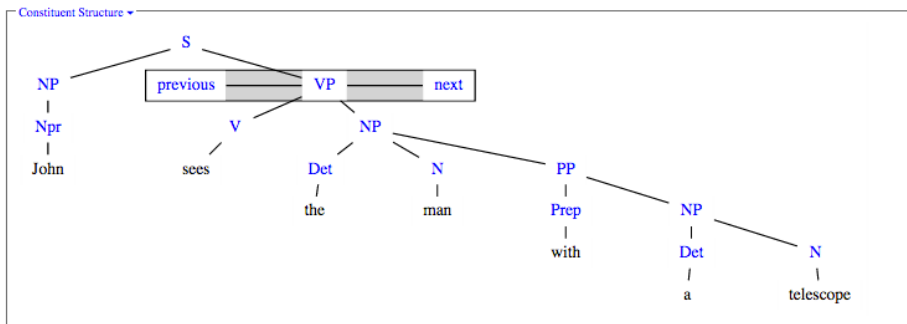 Constituent Structure
S
NP previous VP next
Npr V NP
John sees Det N PP
the man Prep NP
with Det N
a telescope